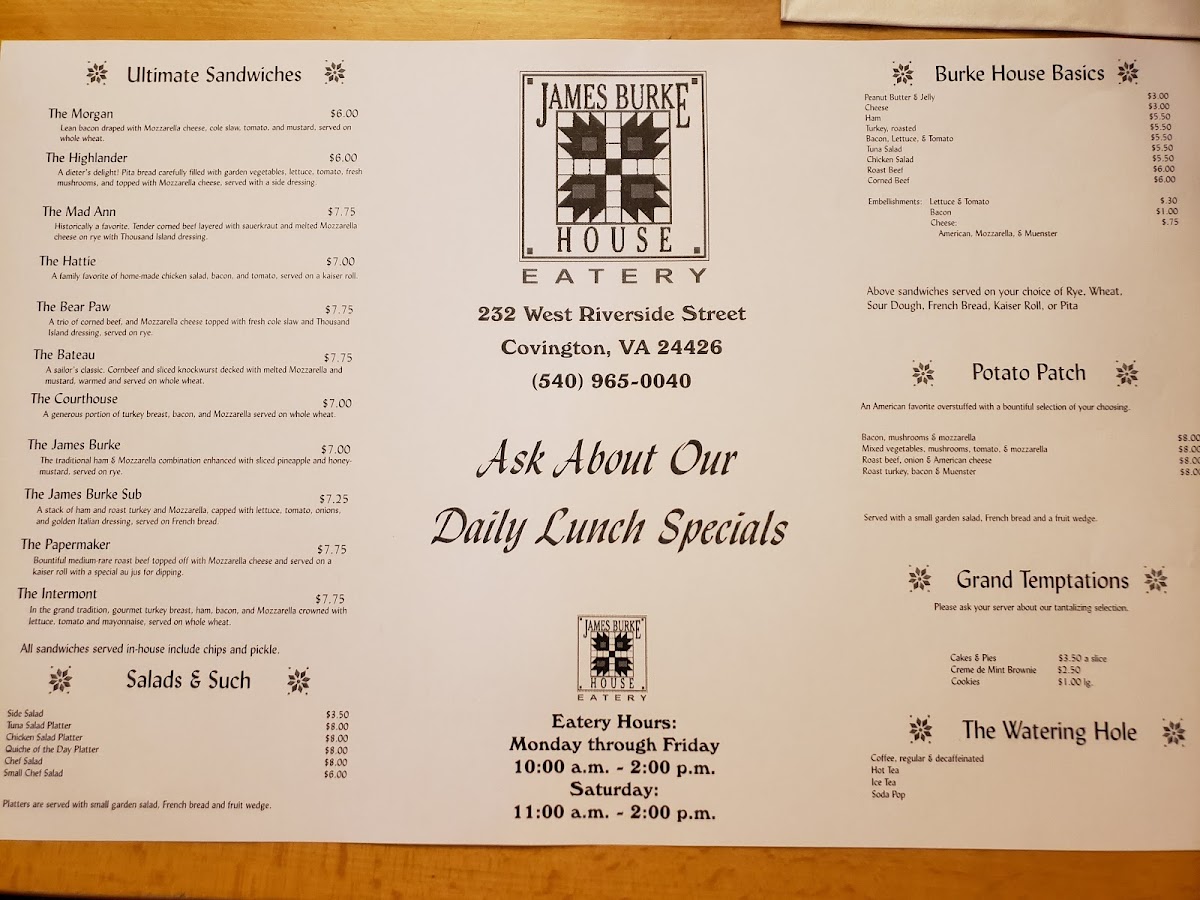 Ultimate Sandwiches
The Morgan $6.00
Lean bacon draped with Mozzarella cheese, cole slaw, tomato, and mustard, served on
whole wheat.
The Highlander $6.00
A dieter's delight! Pita bread carefully filled with garden vegetables, lettuce, tomato, fresh
mushrooms, and topped with Mozzarella cheese, served with a side dressing.
The Mad Ann $7.75
Historically a favorite. Tender corned beef layered with sauerkraut and melted Mozzarella
cheese on rye with Thousand Island dressing.
The Hattie $7.00
A family favorite of home-made chicken salad, bacon, and tomato, served on a kaiser roll.
The Bear Paw $7.75
A trio of corned beef, and Mozzarella cheese topped with fresh cole slaw and Thousand
Island dressing, served on rye.
The Bateau $7.75
A sailor's classic. Cornbeef and sliced knockwurst decked with melted Mozzarella and
mustard, warmed and served on whole wheat.
The Courthouse $7.00
A generous portion of turkey breast, bacon, and Mozzarella served on whole wheat.
The James Burke $7.00
The traditional ham & Mozzarella combination enhanced with sliced pineapple and honey-
mustard, served on rye.
The James Burke Sub $7.25
A stack of ham and roast turkey and Mozzarella, capped with lettuce, tomato, onions,
and golden Italian dressing, served on French bread.
The Papermaker $7.75
Bountiful medium-rare roast beef topped off with Mozzarella cheese and served on a
kaiser roll with a special au jus for dipping.
The Intermont $7.75
In the grand tradition, gourmet turkey breast, ham, bacon, and Mozzarella crowned with
lettuce, tomato and mayonnaise, served on whole wheat.
All sandwiches served in-house include chips and pickle.
Salads & Such
Side Salad $3.50
Tuna Salad Platter $8.00
Chicken Salad Platter $8.00
Quiche of the Day Platter $8.00
Chef Salad $8.00
Small Chef Salad $6.00
Platters are served with small garden salad, French bread and fruit wedge.
JAMES BURKE
HOUSE
EATERY
232 West Riverside Street
Covington, VA 24426
(540) 965-0040
Ask About Our
Daily Lunch Specials
JAMES BURKE
HOUSE
EATERY
Eatery Hours:
Monday through Friday
10:00 a.m. - 2:00 p.m.
Saturday:
11:00 a.m. - 2:00 p.m.
Burke House Basics
Peanut Butter & Jelly $3.00
Cheese $3.00
Ham $5.50
Turkey, roasted $5.50
Bacon, Lettuce, & Tomato $5.50
Tuna Salad $5.50
Chicken Salad $5.50
Roast Beef $6.00
Corned Beef $6.00
Embellishments: Lettuce & Tomato $.30
Bacon $1.00
Cheese: $.75
American, Mozzarella, & Muenster
Above sandwiches served on your choice of Rye, Wheat,
Sour Dough, French Bread, Kaiser Roll, or Pita
Potato Patch
An American favorite overstuffed with a bountiful selection of your choosing.
Bacon, mushrooms & mozzarella $8.00
Mixed vegetables, mushrooms, tomato, & mozzarella $8.00
Roast beef, onion & American cheese $8.00
Roast turkey, bacon & Muenster $8.00
Served with a small garden salad, French bread and a fruit wedge.
Grand Temptations
Please ask your server about our tantalizing selection.
Cakes & Pies $3.50 a slice
Creme de Mint Brownie $2.50
Cookies $1.00 lg.
The Watering Hole
Coffee, regular & decaffeinated
Hot Tea
Ice Tea
Soda Pop